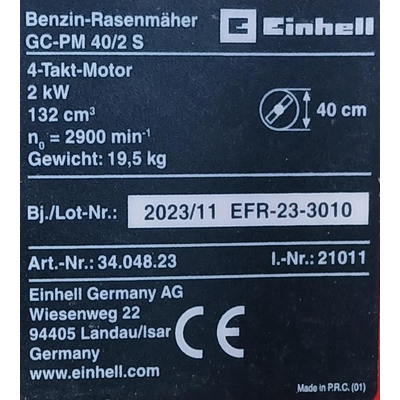 Benzin-Rasenmäher
GC-PM 40/2 S
Einhell
4-Takt-Motor
2 kW
132 cm³
n₀ = 2900 min⁻¹
Gewicht: 19,5 kg
40 cm
Bj./Lot-Nr.: 2023/11 EFR-23-3010
Art.-Nr.: 34.048.23 I.-Nr.: 21011
Einhell Germany AG
Wiesenweg 22
94405 Landau/Isar
Germany
www.einhell.com
CE
Made in P.R.C. (01)